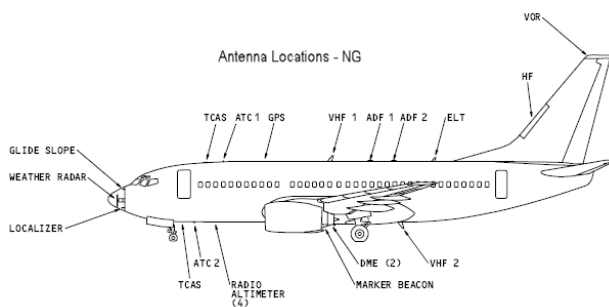 VOR
Antenna Locations - NG
HF
TCAS
ATC 1
GPS
VHF 1
ADF 1
ADF 2
ELT
GLIDE SLOPE
WEATHER RADAR
LOCALIZER
ATC 2
TCAS
RADIO
ALTIMETER
(4)
DME (2)
MARKER BEACON
VHF 2